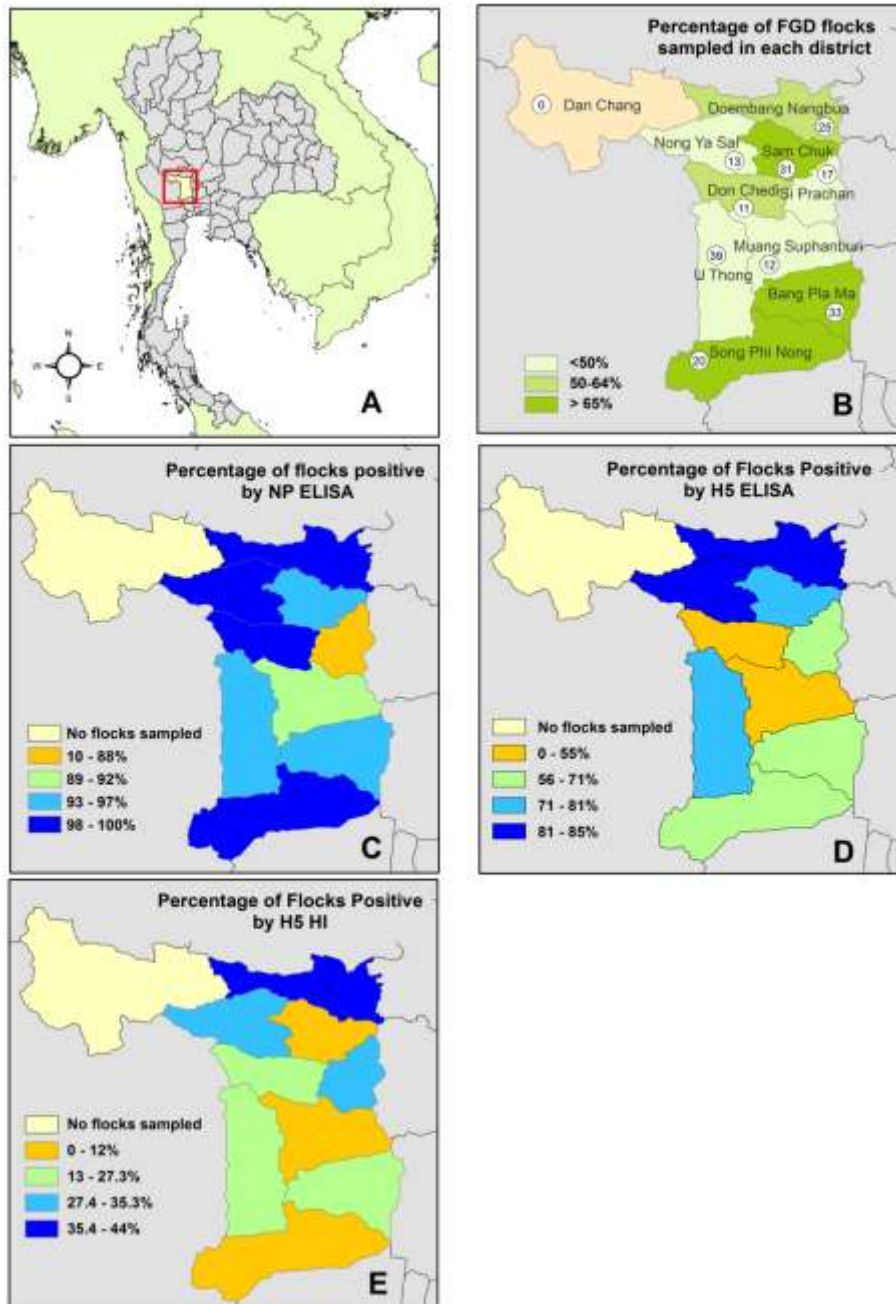 N
W
E
S
A
Percentage of FGD flocks
sampled in each district
0
Dan Chang
Doembang Nangbua
25
Nong Ya Sai
13
Sam Chuk
31
17
Don Chedi
Si Prachan
11
Muang Suphanburi
39
12
U Thong
Bang Pla Ma
33
20
Song Phi Nong
<50%
50-64%
> 65%
B
Percentage of flocks positive
by NP ELISA
No flocks sampled
10 - 88%
89 - 92%
93 - 97%
98 - 100%
C
Percentage of Flocks Positive
by H5 ELISA
No flocks sampled
0 - 55%
56 - 71%
71 - 81%
81 - 85%
D
Percentage of Flocks Positive
by H5 HI
No flocks sampled
0 - 12%
13 - 27.3%
27.4 - 35.3%
35.4 - 44%
E